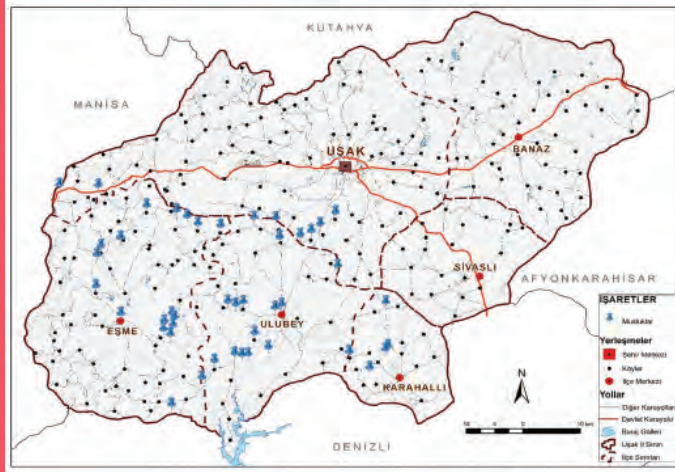 KÜTAHYA
MANİSA
UŞAK
BANAZ
SİVASLI
AFYONKARAHİSAR
EŞME
ULUBEY
KARAHALLI
DENİZLİ
N
İŞARETLER
Musluklar
Yerleşmeler
Şehir Merkezi
Köyler
İlçe Merkezi
Yollar
Diğer Karayolları
Devlet Karayolu
Baraj Gölleri
Uşak İl Sınırı
İlçe Sınırları